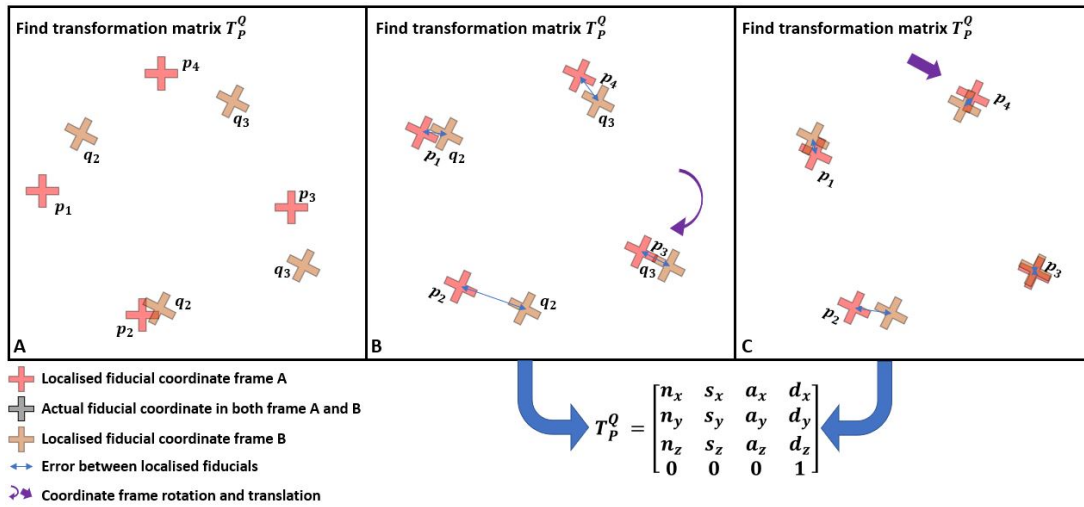 Find transformation matrix T_P^Q
p₄
q₃
q₂
p₁
p₃
q₃
q₂
p₂
A
Find transformation matrix T_P^Q
p₄
q₃
p₁ q₂
p₃
q₃
p₂
q₂
B
Find transformation matrix T_P^Q
p₄
p₁
p₃
p₂
C
Localised fiducial coordinate frame A
Actual fiducial coordinate in both frame A and B
Localised fiducial coordinate frame B
Error between localised fiducials
Coordinate frame rotation and translation
T_P^Q = [n_x s_x a_x d_x
n_y s_y a_y d_y
n_z s_z a_z d_z
0 0 0 1]